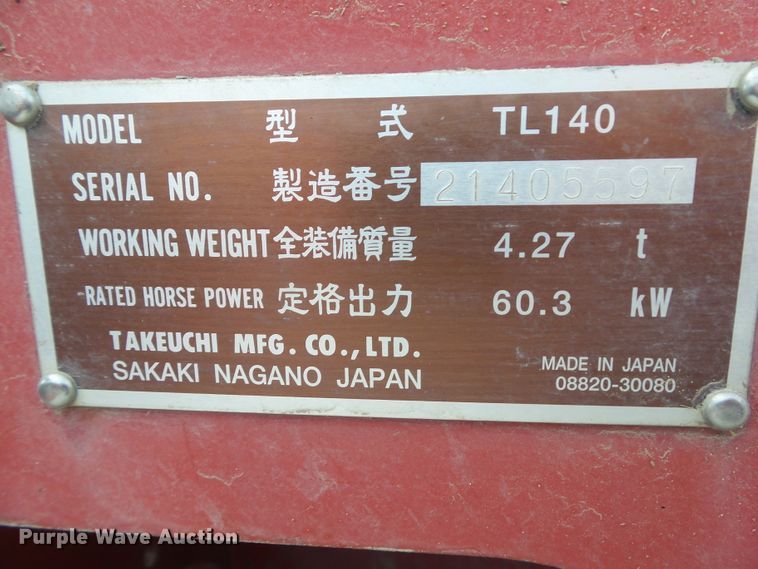 MODEL 型 式 TL140
SERIAL NO. 製造番号 21405597
WORKING WEIGHT 全装備質量 4.27 t
RATED HORSE POWER 定格出力 60.3 kW
TAKEUCHI MFG. CO., LTD.
SAKAKI NAGANO JAPAN
MADE IN JAPAN
08820-30080
Purple Wave Auction